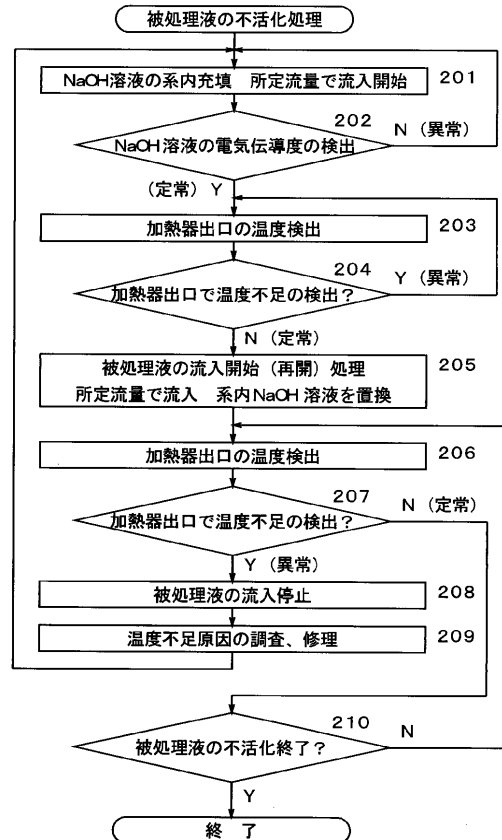 被処理液の不活化処理
NaOH溶液の系内充填　所定流量で流入開始
201
202
NaOH溶液の電気伝導度の検出
N（異常）
（定常）Y
加熱器出口の温度検出
203
204
加熱器出口で温度不足の検出？
Y（異常）
N（定常）
被処理液の流入開始（再開）処理
所定流量で流入　系内NaOH溶液を置換
205
加熱器出口の温度検出
206
207
加熱器出口で温度不足の検出？
N（定常）
Y（異常）
被処理液の流入停止
208
温度不足原因の調査、修理
209
210
被処理液の不活化終了？
N
Y
終　了